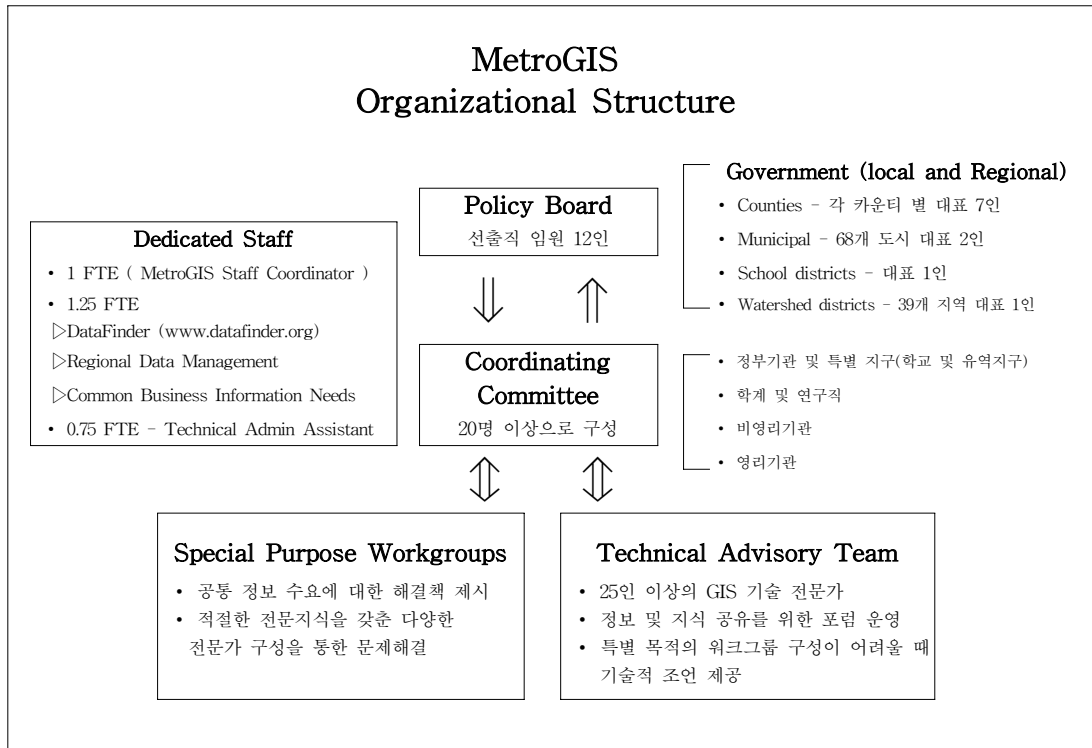 MetroGIS
Organizational Structure
Dedicated Staff
• 1 FTE ( MetroGIS Staff Coordinator )
• 1.25 FTE
▷DataFinder (www.datafinder.org)
▷Regional Data Management
▷Common Business Information Needs
• 0.75 FTE - Technical Admin Assistant
Policy Board
선출직 임원 12인
Government (local and Regional)
• Counties - 각 카운티 별 대표 7인
• Municipal - 68개 도시 대표 2인
• School districts - 대표 1인
• Watershed districts - 39개 지역 대표 1인
Coordinating
Committee
20명 이상으로 구성
• 정부기관 및 특별 지구(학교 및 유역지구)
• 학계 및 연구직
• 비영리기관
• 영리기관
Special Purpose Workgroups
• 공통 정보 수요에 대한 해결책 제시
• 적절한 전문지식을 갖춘 다양한
전문가 구성을 통한 문제해결
Technical Advisory Team
• 25인 이상의 GIS 기술 전문가
• 정보 및 지식 공유를 위한 포럼 운영
• 특별 목적의 워크그룹 구성이 어려울 때
기술적 조언 제공